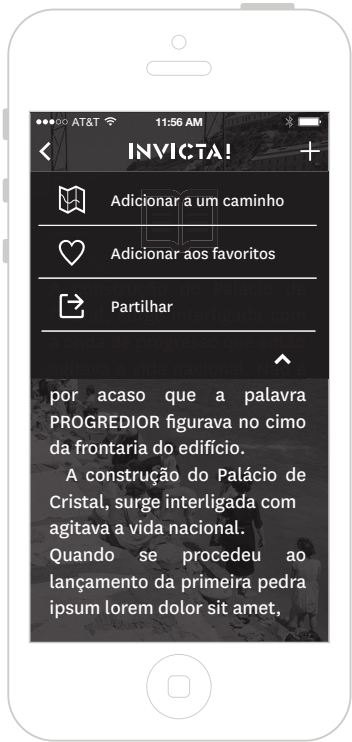 AT&T 11:56 AM
INVICTA!
Adicionar a um caminho
Adicionar aos favoritos
Partilhar
por acaso que a palavra
PROGREDIOR figurava no cimo
da frontaria do edifício.
A construção do Palácio de
Cristal, surge interligada com
agitava a vida nacional.
Quando se procedeu ao
lançamento da primeira pedra
ipsum lorem dolor sit amet,